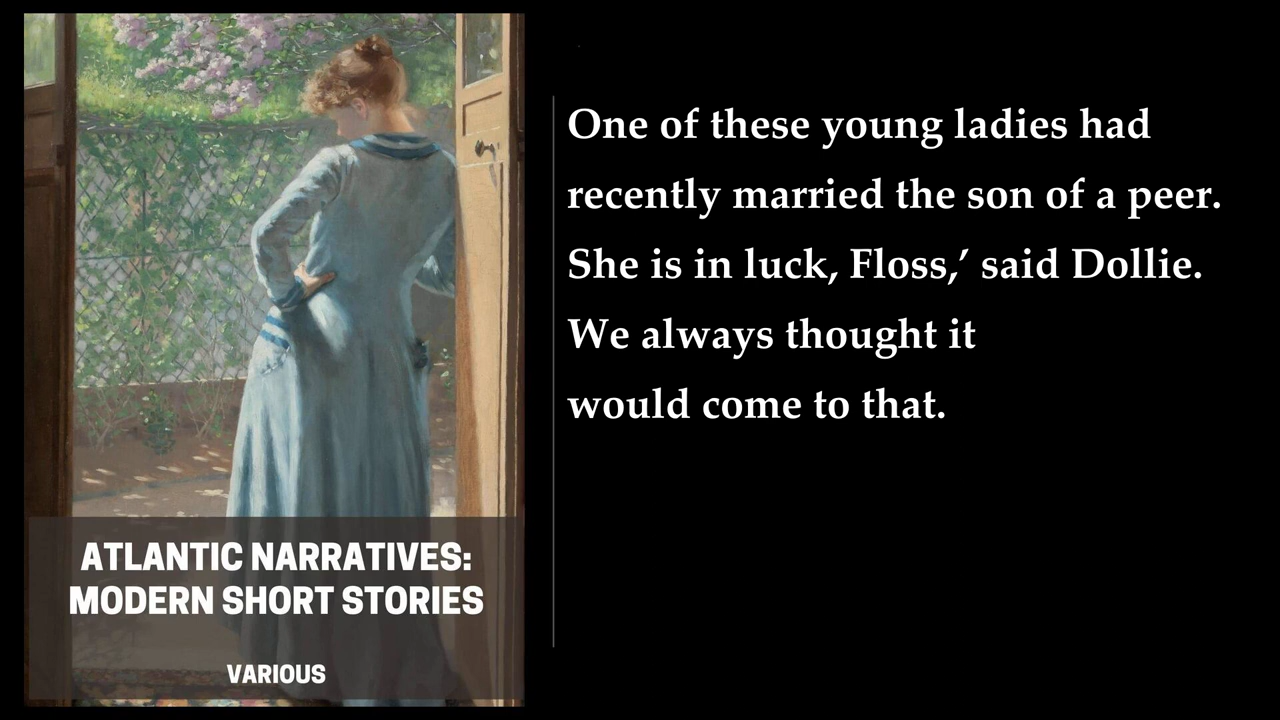 One of these young ladies had
recently married the son of a peer.
She is in luck, Floss,’ said Dollie.
We always thought it
would come to that.
ATLANTIC NARRATIVES:
MODERN SHORT STORIES
VARIOUS